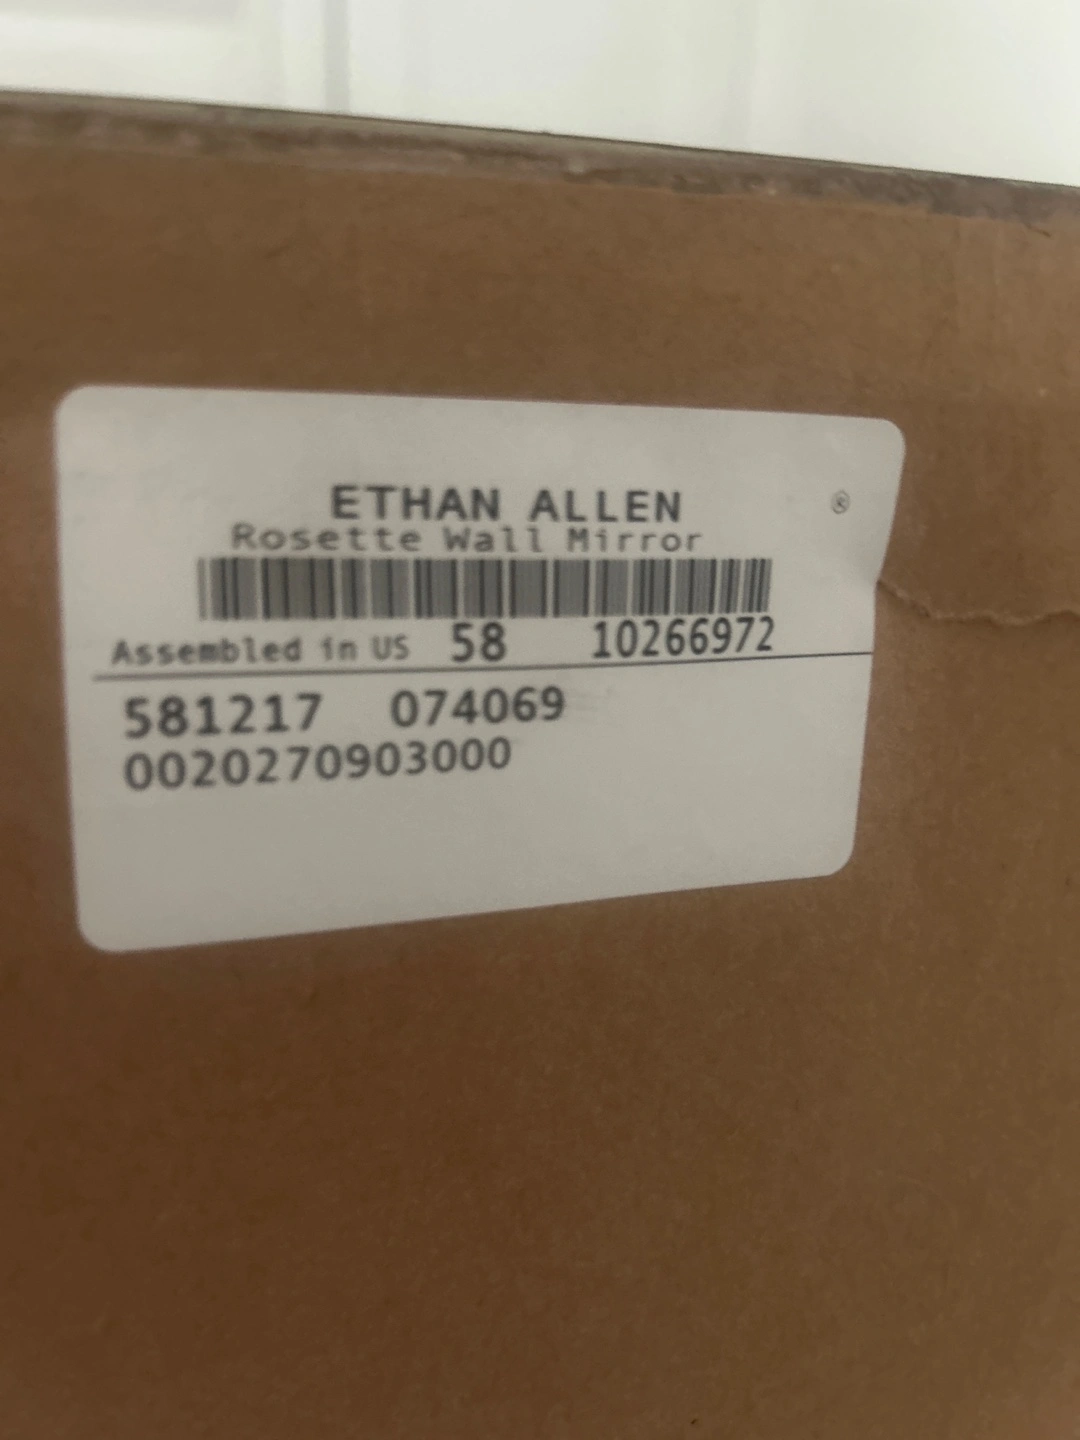 ETHAN ALLEN ®
Rosette Wall Mirror
Assembled in US 58 10266972
581217 074069
0020270903000